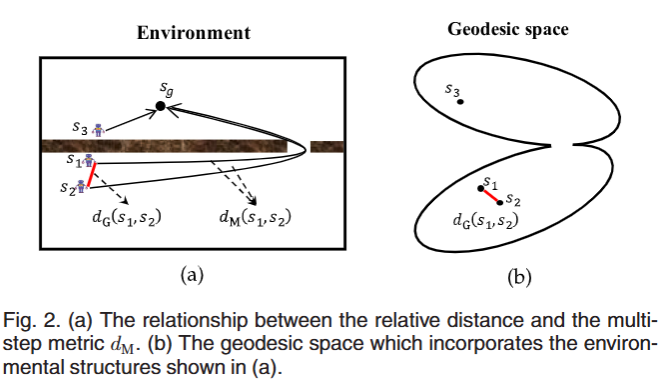 Environment
Geodesic space
s_g
s_3
s_1
s_2
d_G(s_1,s_2)
d_M(s_1,s_2)
s_3
s_1
s_2
d_G(s_1,s_2)
(a)
(b)
Fig. 2. (a) The relationship between the relative distance and the multi-
step metric d_M. (b) The geodesic space which incorporates the environ-
mental structures shown in (a).